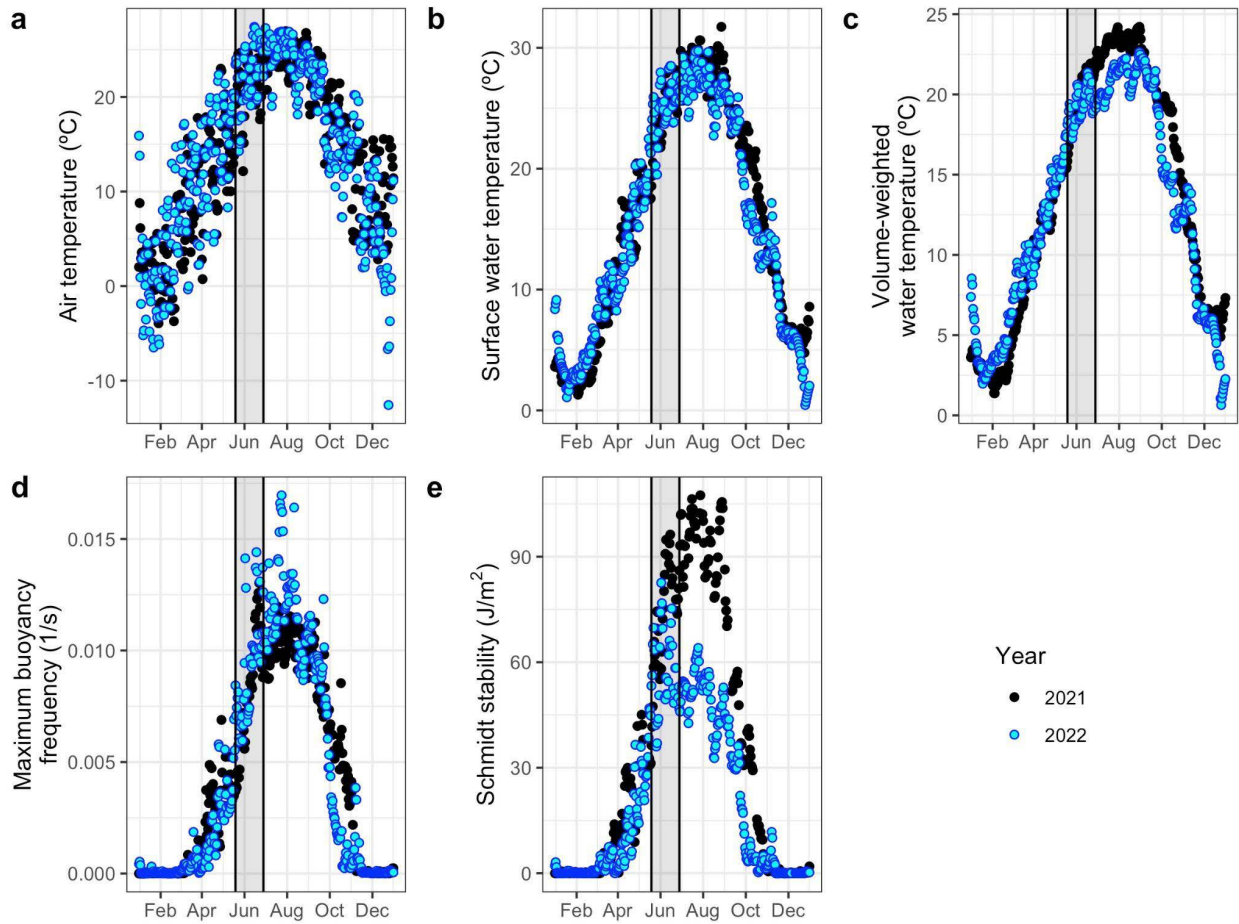 a
Air temperature (ºC)
20
10
0
-10
Feb Apr Jun Aug Oct Dec
b
Surface water temperature (ºC)
30
20
10
0
Feb Apr Jun Aug Oct Dec
c
Volume-weighted
water temperature (ºC)
25
20
15
10
5
0
Feb Apr Jun Aug Oct Dec
d
Maximum buoyancy
frequency (1/s)
0.015
0.010
0.005
0.000
Feb Apr Jun Aug Oct Dec
e
Schmidt stability (J/m²)
90
60
30
0
Feb Apr Jun Aug Oct Dec
Year
2021
2022